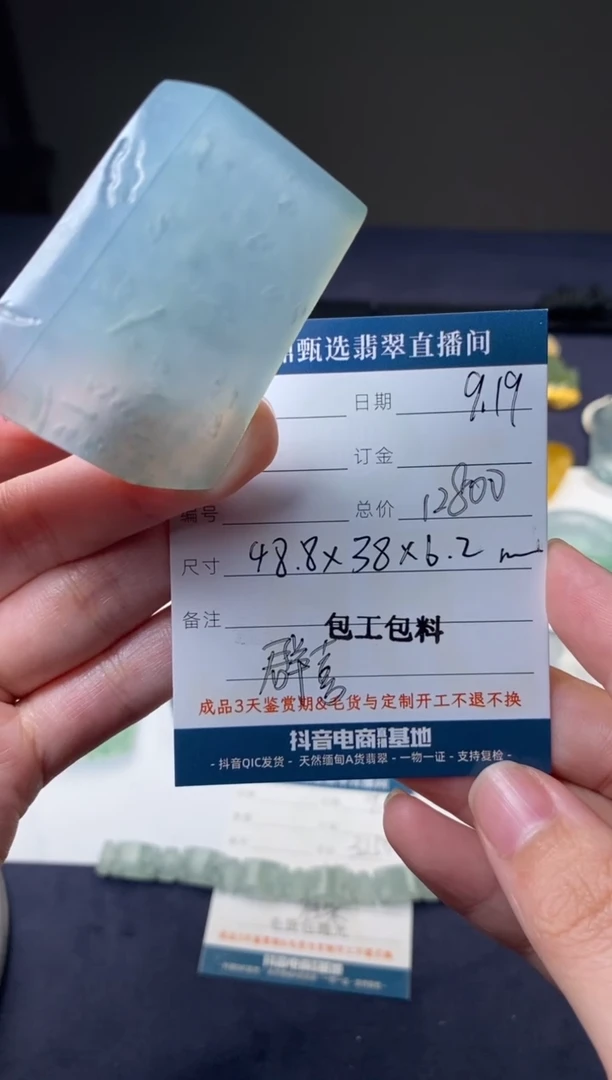 甄选翡翠直播间
日期 9.19
订金
编号 总价 12800
尺寸 48.8×38×6.2 mm
备注
包工包料
群喜
成品3天鉴赏期&毛货与定制开工不退不换
抖音电商基地
- 抖音QIC发货 - 天然缅甸A货翡翠 - 一物一证 - 支持复检 -